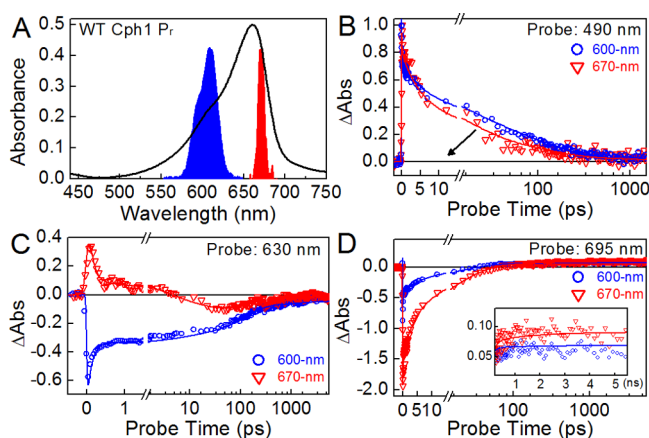 A
WT Cph1 Pr
Absorbance
0.5
0.4
0.3
0.2
0.1
0.0
450 500 550 600 650 700 750
Wavelength (nm)
B
Probe: 490 nm
600-nm
670-nm
ΔAbs
1.0
0.8
0.6
0.4
0.2
0.0
0 5 10 100 1000
Probe Time (ps)
C
Probe: 630 nm
ΔAbs
0.4
0.2
0.0
-0.2
-0.4
-0.6
600-nm
670-nm
0 1 10 100 1000
Probe Time (ps)
D
Probe: 695 nm
600-nm
670-nm
ΔAbs
0.0
-0.5
-1.0
-1.5
-2.0
0.10
0.05
1 2 3 4 5 (ns)
0 5 10 100 1000
Probe Time (ps)